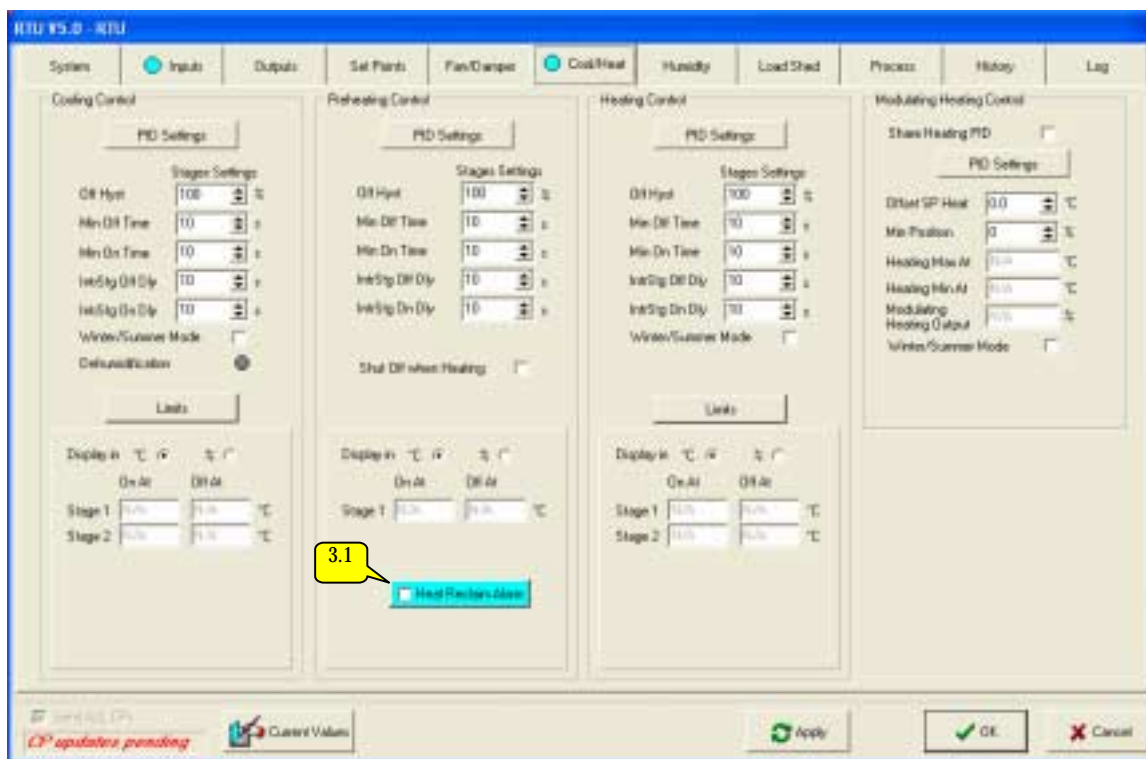 RTU V5.0 - RTU
System Inputs Outputs Set Points Fan/Damper Cool/Heat Humidity Load Shed Process History Log
Cooling Control
PID Settings
Stages Settings
Off Hyst 100 %
Min Off Time 10 s
Min On Time 10 s
IntrStg Off Dly 10 s
IntrStg On Dly 10 s
Winter/Summer Mode
Dehumidification
Limits
Display in °C %
On At Off At
Stage 1 N/A N/A °C
Stage 2 N/A N/A °C
Preheating Control
PID Settings
Stages Settings
Off Hyst 100 %
Min Off Time 10 s
Min On Time 10 s
IntrStg Off Dly 10 s
IntrStg On Dly 10 s
Shut Off when Heating
Display in °C %
On At Off At
Stage 1 N/A N/A °C
3.1
Heat Reclaim Alarm
Heating Control
PID Settings
Stages Settings
Off Hyst 100 %
Min Off Time 10 s
Min On Time 10 s
IntrStg Off Dly 10 s
IntrStg On Dly 10 s
Winter/Summer Mode
Limits
Display in °C %
On At Off At
Stage 1 N/A N/A °C
Stage 2 N/A N/A °C
Modulating Heating Control
Share Heating PID
PID Settings
Offset SP Heat 0.0 °C
Min Position 0 %
Heating Max At N/A °C
Heating Min At N/A °C
Modulating
Heating Output N/A %
Winter/Summer Mode
CP updates pending
Current Values
Apply
OK
Cancel